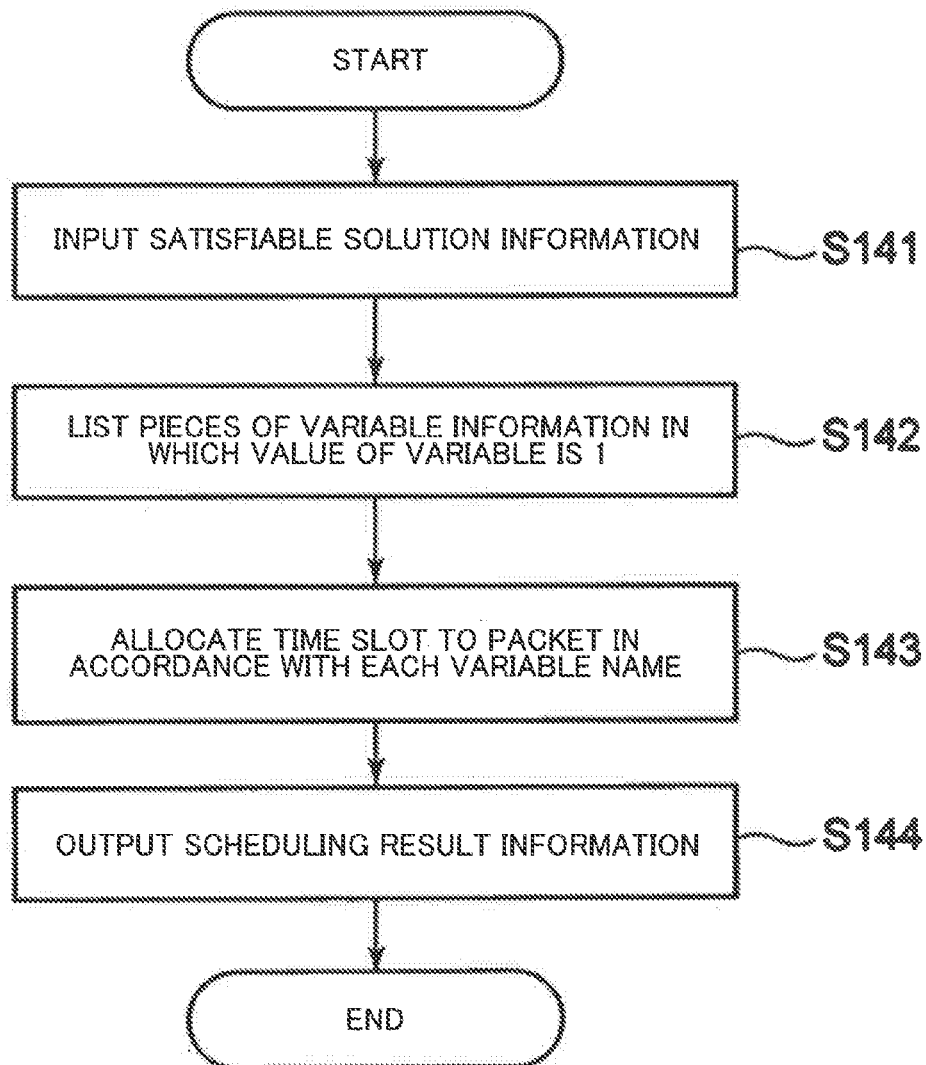 START
INPUT SATISFIABLE SOLUTION INFORMATION
S141
LIST PIECES OF VARIABLE INFORMATION IN
WHICH VALUE OF VARIABLE IS 1
S142
ALLOCATE TIME SLOT TO PACKET IN
ACCORDANCE WITH EACH VARIABLE NAME
S143
OUTPUT SCHEDULING RESULT INFORMATION
S144
END